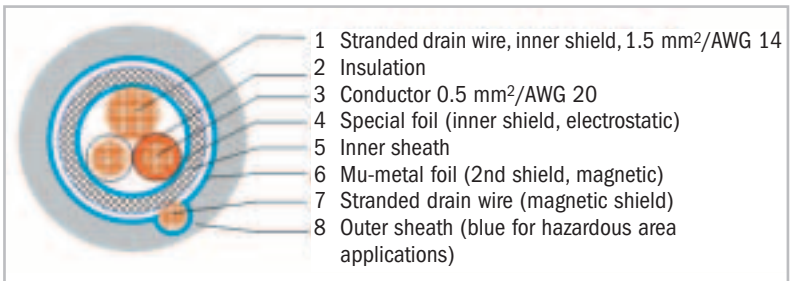 1 Stranded drain wire, inner shield, 1.5 mm²/AWG 14
2 Insulation
3 Conductor 0.5 mm²/AWG 20
4 Special foil (inner shield, electrostatic)
5 Inner sheath
6 Mu-metal foil (2nd shield, magnetic)
7 Stranded drain wire (magnetic shield)
8 Outer sheath (blue for hazardous area
applications)